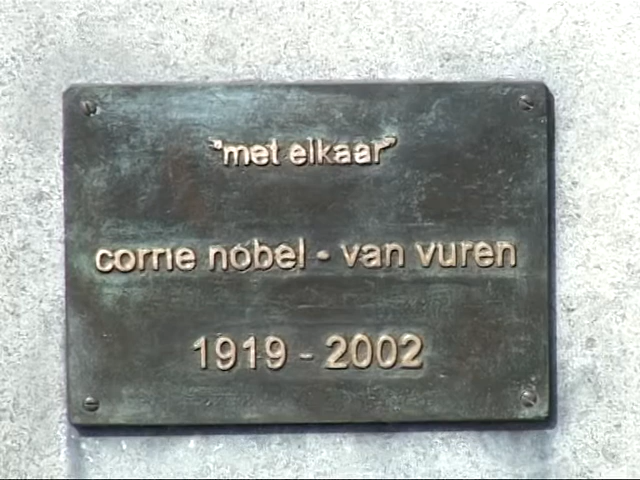 "met elkaar"
corrie nobel - van vuren
1919 - 2002